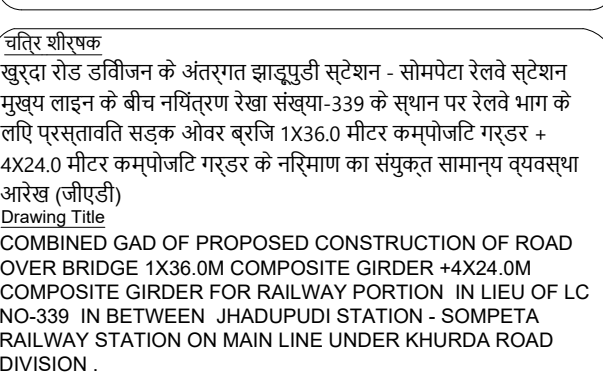 चित्र शीर्षक
खुर्दा रोड डिवीजन के अंतर्गत झाडूपुडी स्टेशन - सोमपेटा रेलवे स्टेशन
मुख्य लाइन के बीच नियंत्रण रेखा संख्या-339 के स्थान पर रेलवे भाग के
लिए प्रस्तावित सड़क ओवर ब्रिज 1X36.0 मीटर कम्पोजिट गर्डर +
4X24.0 मीटर कम्पोजिट गर्डर के निर्माण का संयुक्त सामान्य व्यवस्था
आरेख (जीएडी)
Drawing Title
COMBINED GAD OF PROPOSED CONSTRUCTION OF ROAD
OVER BRIDGE 1X36.0M COMPOSITE GIRDER +4X24.0M
COMPOSITE GIRDER FOR RAILWAY PORTION IN LIEU OF LC
NO-339 IN BETWEEN JHADUPUDI STATION - SOMPETA
RAILWAY STATION ON MAIN LINE UNDER KHURDA ROAD
DIVISION .